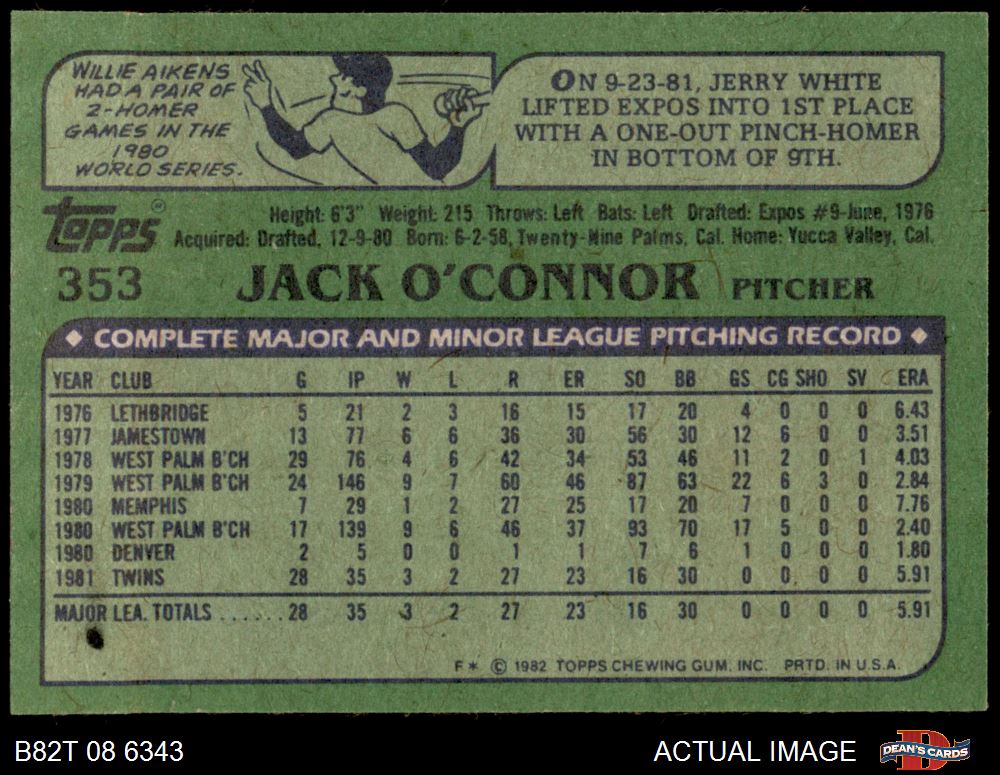 WILLIE AIKENS
HAD A PAIR OF
2-HOMER
GAMES IN THE
1980
WORLD SERIES.
ON 9-23-81, JERRY WHITE
LIFTED EXPOS INTO 1ST PLACE
WITH A ONE-OUT PINCH-HOMER
IN BOTTOM OF 9TH.
topps®
Height: 6'3" Weight: 215 Throws: Left Bats: Left Drafted: Expos #9-June, 1976
Acquired: Drafted, 12-9-80 Born: 6-2-58, Twenty-Nine Palms, Cal. Home: Yucca Valley, Cal.
353 JACK O'CONNOR PITCHER
◆ COMPLETE MAJOR AND MINOR LEAGUE PITCHING RECORD ◆
YEAR CLUB G IP W L R ER SO BB GS CG SHO SV ERA
1976 LETHBRIDGE 5 21 2 3 16 15 17 20 4 0 0 0 6.43
1977 JAMESTOWN 13 77 6 6 36 30 56 30 12 6 0 0 3.51
1978 WEST PALM B'CH 29 76 4 6 42 34 53 46 11 2 0 1 4.03
1979 WEST PALM B'CH 24 146 9 7 60 46 87 63 22 6 3 0 2.84
1980 MEMPHIS 7 29 1 2 27 25 17 20 7 0 0 0 7.76
1980 WEST PALM B'CH 17 139 9 6 46 37 93 70 17 5 0 0 2.40
1980 DENVER 2 5 0 0 1 1 7 6 1 0 0 0 1.80
1981 TWINS 28 35 3 2 27 23 16 30 0 0 0 0 5.91
MAJOR LEA. TOTALS ...... 28 35 3 2 27 23 16 30 0 0 0 0 5.91
F* © 1982 TOPPS CHEWING GUM, INC. PRTD. IN U.S.A.
B82T 08 6343 ACTUAL IMAGE D DEAN'S CARDS